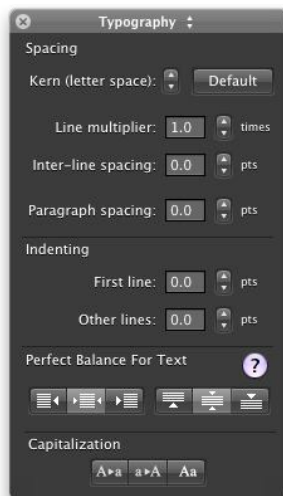 Typography
Spacing
Kern (letter space): Default
Line multiplier: 1.0 times
Inter-line spacing: 0.0 pts
Paragraph spacing: 0.0 pts
Indenting
First line: 0.0 pts
Other lines: 0.0 pts
Perfect Balance For Text ?
Capitalization
A▸a a▸A Aa